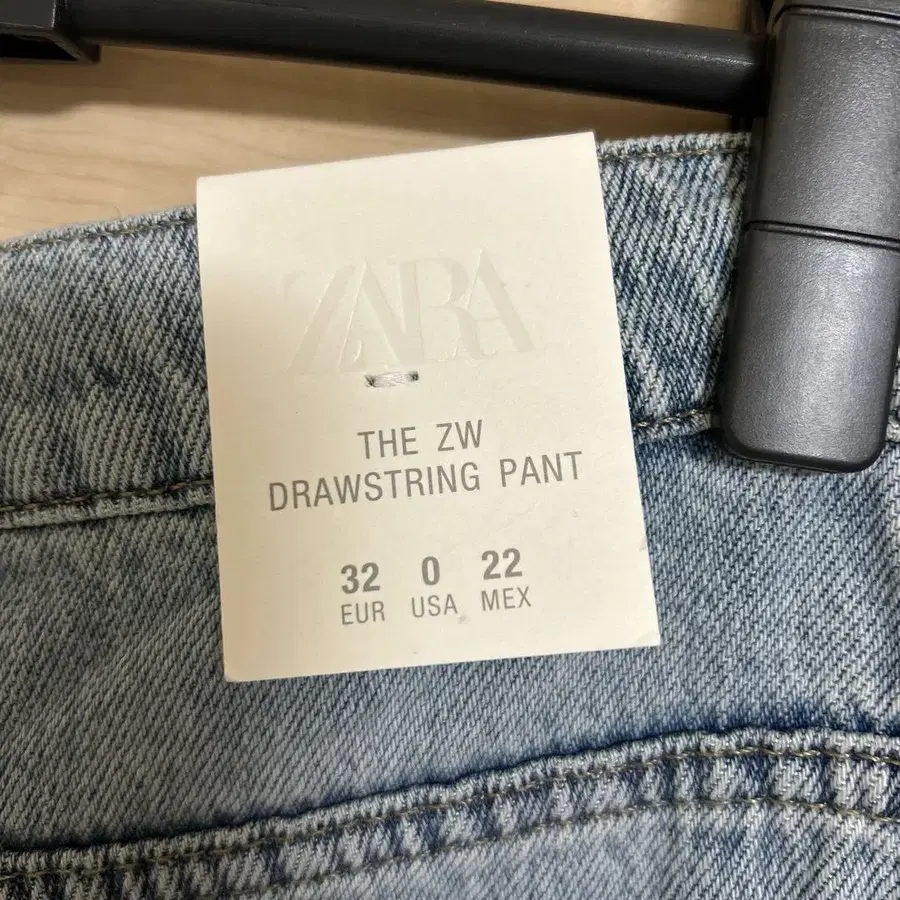 ZARA
THE ZW
DRAWSTRING PANT
32 0 22
EUR USA MEX